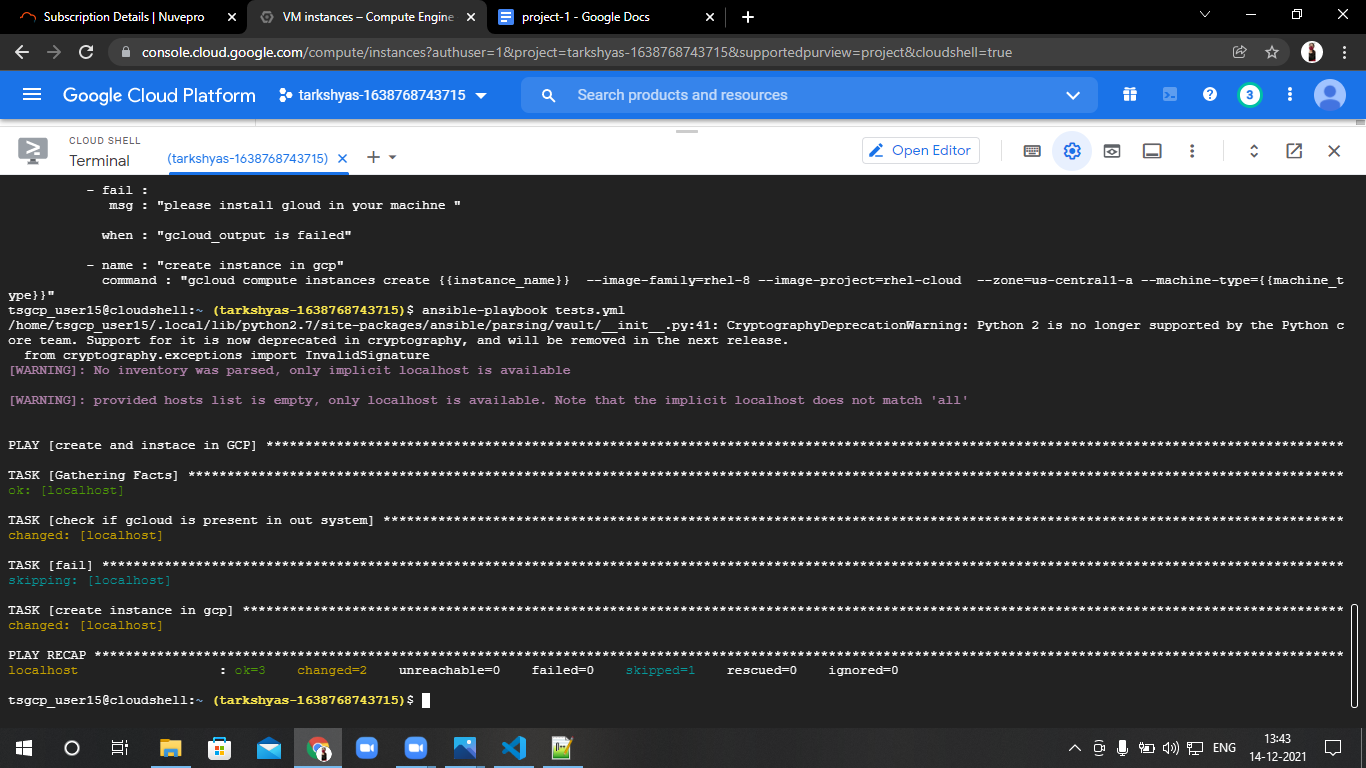 Subscription Details | Nuvepro
VM instances – Compute Engine
project-1 - Google Docs
console.cloud.google.com/compute/instances?authuser=1&project=tarkshyas-1638768743715&supportedpurview=project&cloudshell=true
Google Cloud Platform
tarkshyas-1638768743715
Search products and resources
3
CLOUD SHELL
Terminal
(tarkshyas-1638768743715)
Open Editor
- fail :
msg : "please install gloud in your macihne "
when : "gcloud_output is failed"
- name : "create instance in gcp"
command : "gcloud compute instances create {{instance_name}}  --image-family=rhel-8 --image-project=rhel-cloud  --zone=us-central1-a --machine-type={{machine_t
ype}}"
tsgcp_user15@cloudshell:~ (tarkshyas-1638768743715)$ ansible-playbook tests.yml
/home/tsgcp_user15/.local/lib/python2.7/site-packages/ansible/parsing/vault/__init__.py:41: CryptographyDeprecationWarning: Python 2 is no longer supported by the Python c
ore team. Support for it is now deprecated in cryptography, and will be removed in the next release.
from cryptography.exceptions import InvalidSignature
[WARNING]: No inventory was parsed, only implicit localhost is available
[WARNING]: provided hosts list is empty, only localhost is available. Note that the implicit localhost does not match 'all'
PLAY [create and instace in GCP] ******************************************************************************************************************************************
TASK [Gathering Facts] ****************************************************************************************************************************************************
ok: [localhost]
TASK [check if gcloud is present in out system] ***************************************************************************************************************************
changed: [localhost]
TASK [fail] ***************************************************************************************************************************************************************
skipping: [localhost]
TASK [create instance in gcp] *********************************************************************************************************************************************
changed: [localhost]
PLAY RECAP ****************************************************************************************************************************************************************
localhost : ok=3 changed=2 unreachable=0 failed=0 skipped=1 rescued=0 ignored=0
tsgcp_user15@cloudshell:~ (tarkshyas-1638768743715)$
ENG
13:43
14-12-2021